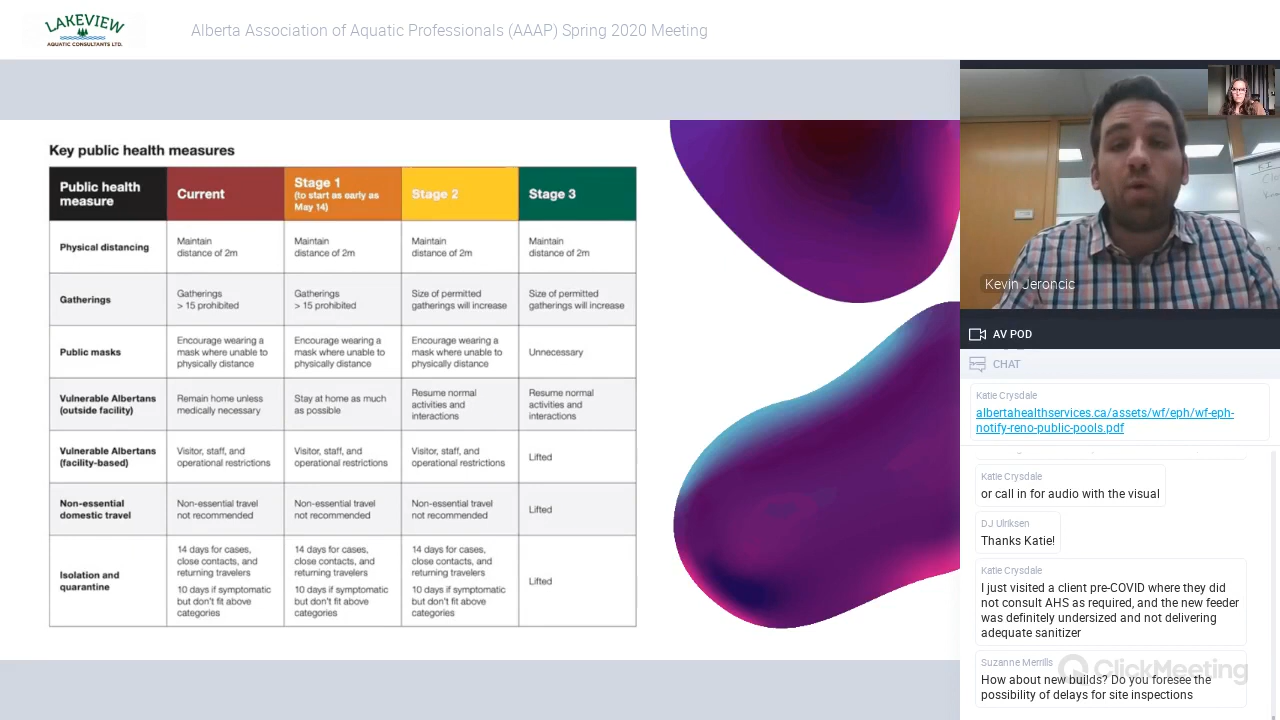 LAKEVIEW
AQUATIC CONSULTANTS LTD.
Alberta Association of Aquatic Professionals (AAAP) Spring 2020 Meeting
Key public health measures
Public health measure
Current
Stage 1
(to start as early as May 14)
Stage 2
Stage 3
Physical distancing
Maintain distance of 2m
Maintain distance of 2m
Maintain distance of 2m
Maintain distance of 2m
Gatherings
Gatherings > 15 prohibited
Gatherings > 15 prohibited
Size of permitted gatherings will increase
Size of permitted gatherings will increase
Public masks
Encourage wearing a mask where unable to physically distance
Encourage wearing a mask where unable to physically distance
Encourage wearing a mask where unable to physically distance
Unnecessary
Vulnerable Albertans (outside facility)
Remain home unless medically necessary
Stay at home as much as possible
Resume normal activities and interactions
Resume normal activities and interactions
Vulnerable Albertans (facility-based)
Visitor, staff, and operational restrictions
Visitor, staff, and operational restrictions
Visitor, staff, and operational restrictions
Lifted
Non-essential domestic travel
Non-essential travel not recommended
Non-essential travel not recommended
Non-essential travel not recommended
Lifted
Isolation and quarantine
14 days for cases, close contacts, and returning travelers
10 days if symptomatic but don't fit above categories
14 days for cases, close contacts, and returning travelers
10 days if symptomatic but don't fit above categories
14 days for cases, close contacts, and returning travelers
10 days if symptomatic but don't fit above categories
Lifted
Kevin Jeroncic
AV POD
CHAT
Katie Crysdale
albertahealthservices.ca/assets/wf/eph/wf-eph-
notify-reno-public-pools.pdf
Katie Crysdale
or call in for audio with the visual
DJ Ulriksen
Thanks Katie!
Katie Crysdale
I just visited a client pre-COVID where they did
not consult AHS as required, and the new feeder
was definitely undersized and not delivering
adequate sanitizer
Suzanne Merrills
ClickMeeting
How about new builds? Do you foresee the
possibility of delays for site inspections